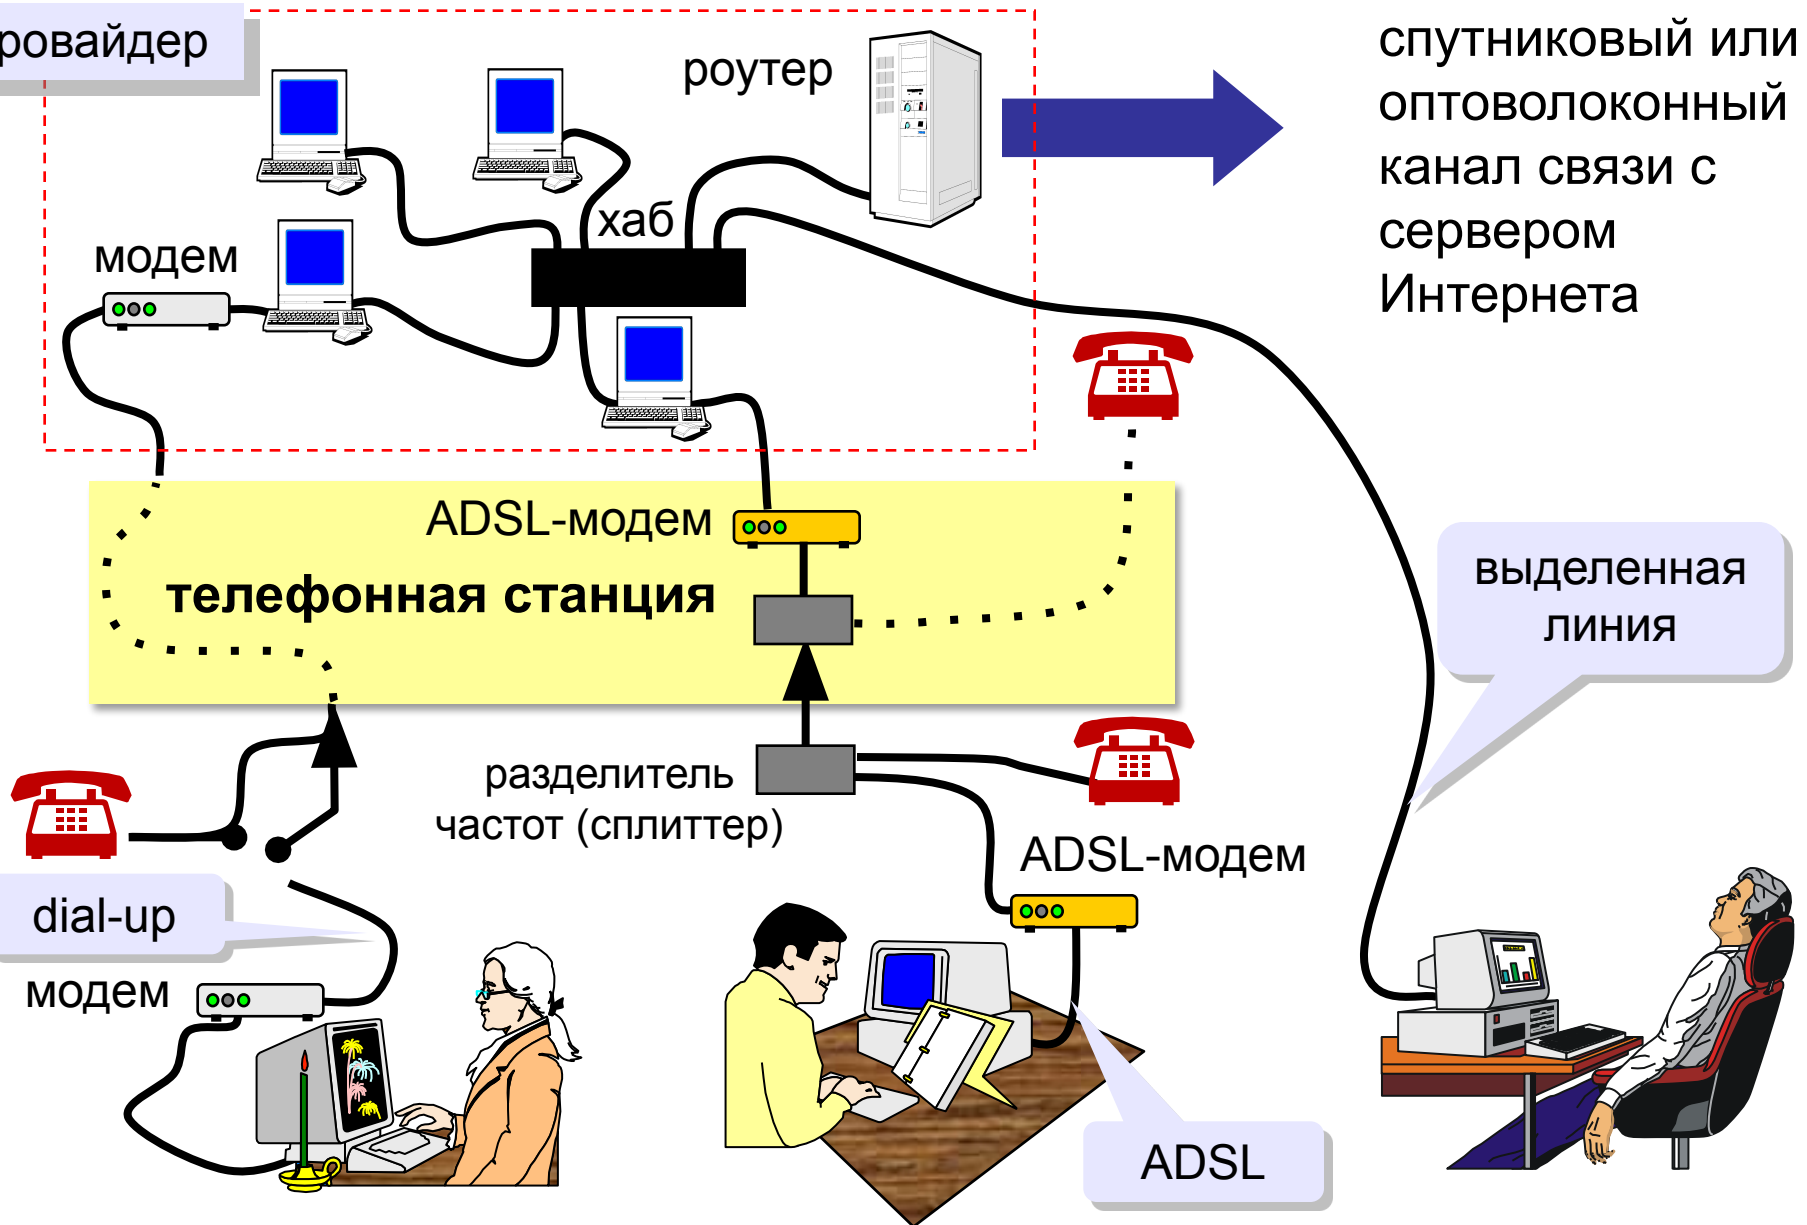 ровайдер
роутер
спутниковый или
оптоволоконный
канал связи с
сервером
Интернета
хаб
модем
ADSL-модем
телефонная станция
выделенная
линия
разделитель
частот (сплиттер)
ADSL-модем
dial-up
модем
ADSL